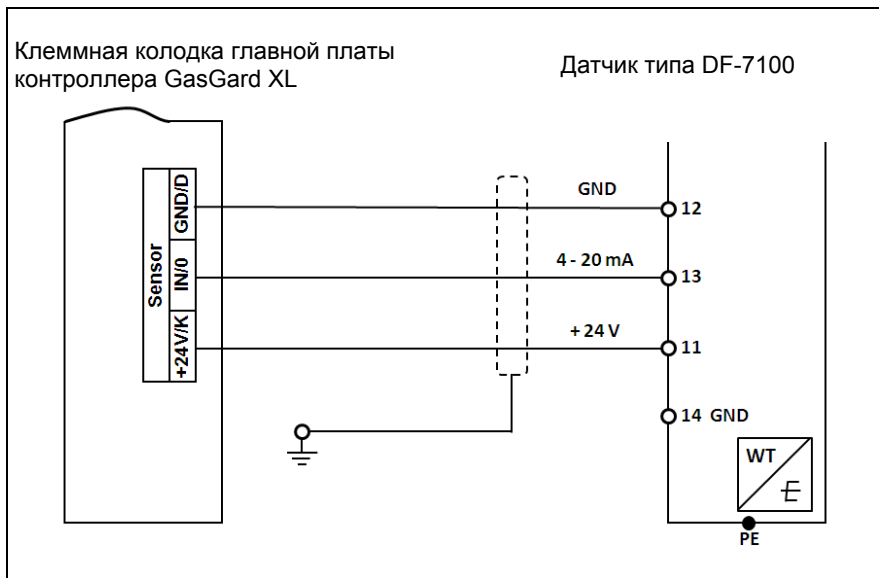 Клеммная колодка главной платы
контроллера GasGard XL
Датчик типа DF-7100
Sensor
GND/D
IN/0
+24V/K
GND
12
4 - 20 mA
13
+ 24 V
11
14 GND
WT
E
PE